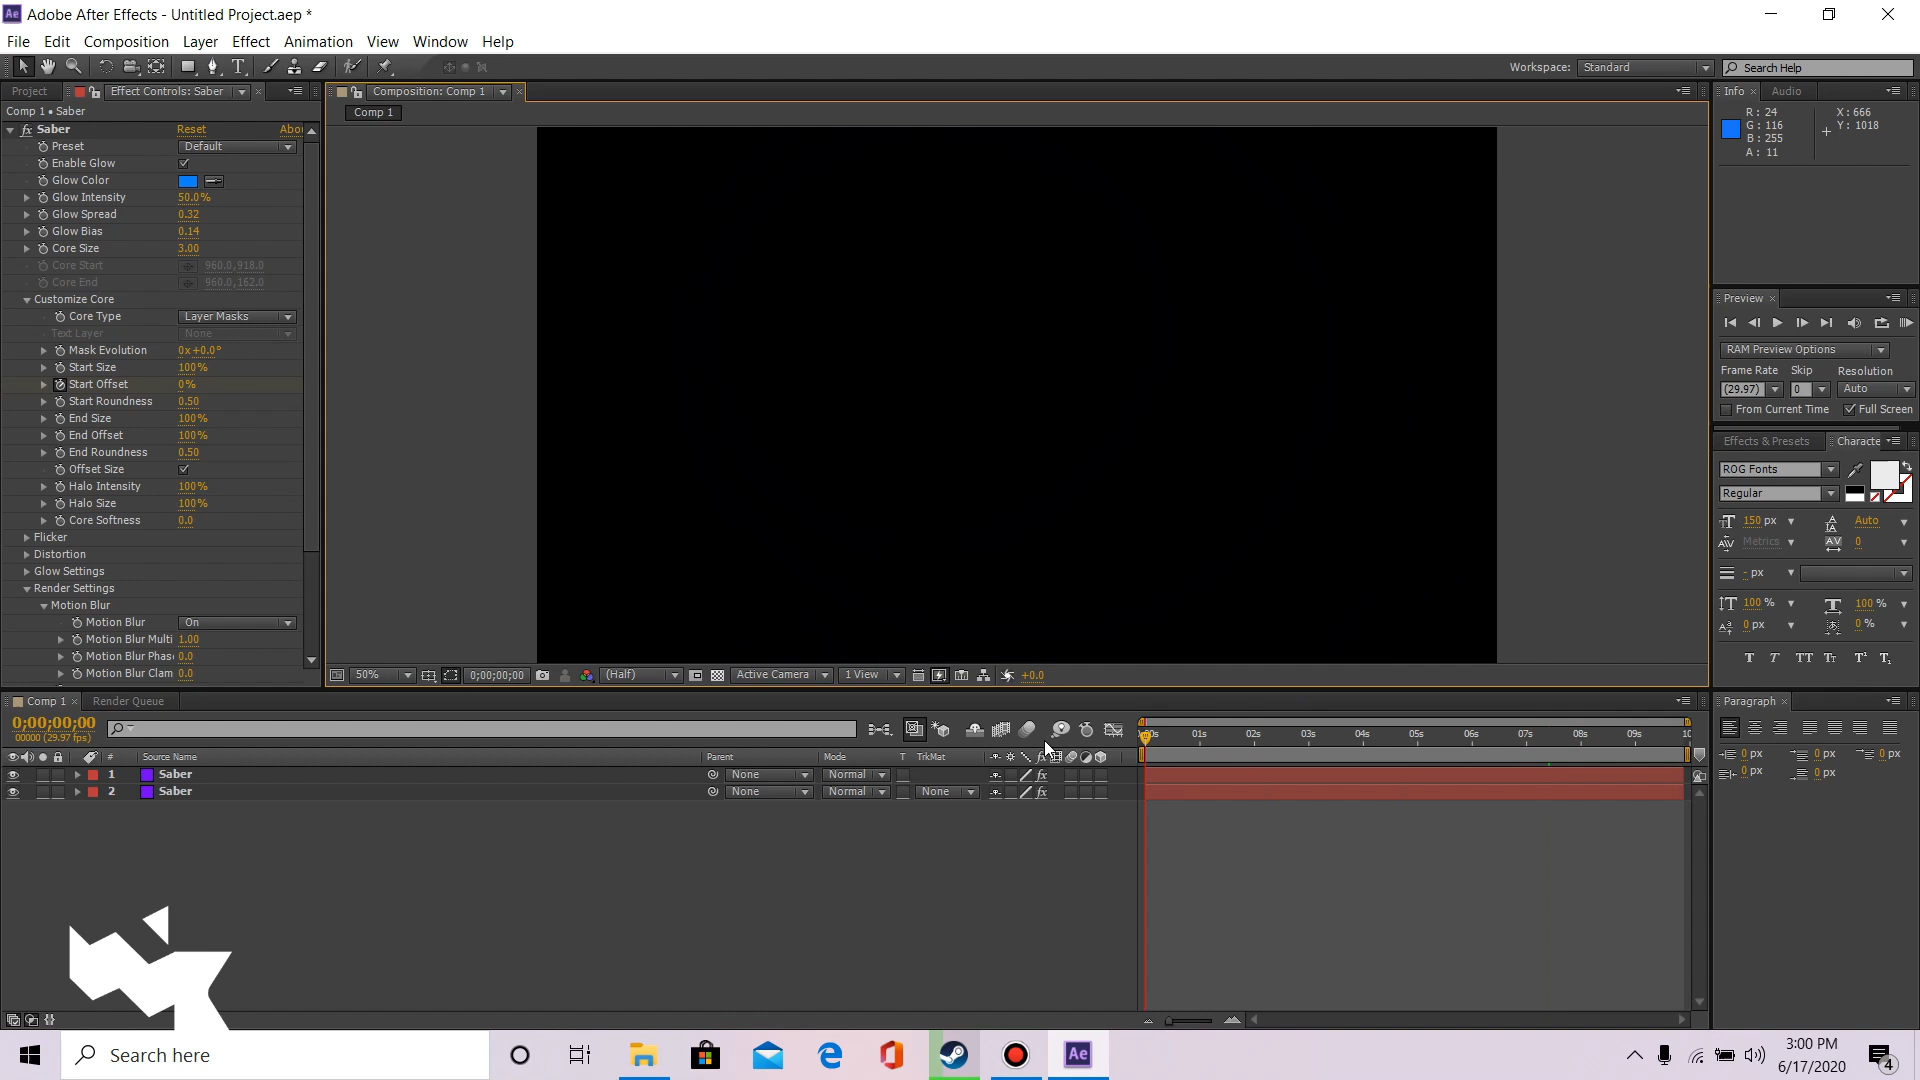 Adobe After Effects - Untitled Project.aep *
File Edit Composition Layer Effect Animation View Window Help
Workspace: Standard Search Help
Project Effect Controls: Saber Composition: Comp 1 Info Audio
Comp 1 • Saber Comp 1
R: 24 X: 666
G: 116 Y: 1018
B: 255
A: 11
fx Saber Reset
Preset Default
Enable Glow
Glow Color
Glow Intensity 50.0%
Glow Spread 0.32
Glow Bias 0.14
Core Size 3.00
Core Start 960.0,918.0
Core End 960.0,162.0
Customize Core
Core Type Layer Masks
Text Layer None
Mask Evolution 0x+0.0°
Start Size 100%
Start Offset 0%
Start Roundness 0.50
End Size 100%
End Offset 100%
End Roundness 0.50
Offset Size
Halo Intensity 100%
Halo Size 100%
Core Softness 0.0
Flicker
Distortion
Glow Settings
Render Settings
Motion Blur
Motion Blur On
Motion Blur Multi 1.00
Motion Blur Phas 0.0
Motion Blur Clam 0.0
50% 0;00;00;00 (Half) Active Camera 1 View +0.0
Preview
RAM Preview Options
Frame Rate Skip Resolution
(29.97) 0 Auto
From Current Time Full Screen
Effects & Presets Characte
ROG Fonts
Regular
150 px Auto
Metrics 0
- px
100 % 100 %
0 px 0 %
T T TT Tt T¹ T₁
Comp 1 Render Queue Paragraph
0;00;00;00
00000 (29.97 fps)
01s 02s 03s 04s 05s 06s 07s 08s 09s
# Source Name Parent Mode T TrkMat
1 Saber None Normal
2 Saber None Normal None
0 px 0 px 0 px
0 px 0 px
Search here
Ae
3:00 PM
6/17/2020
4